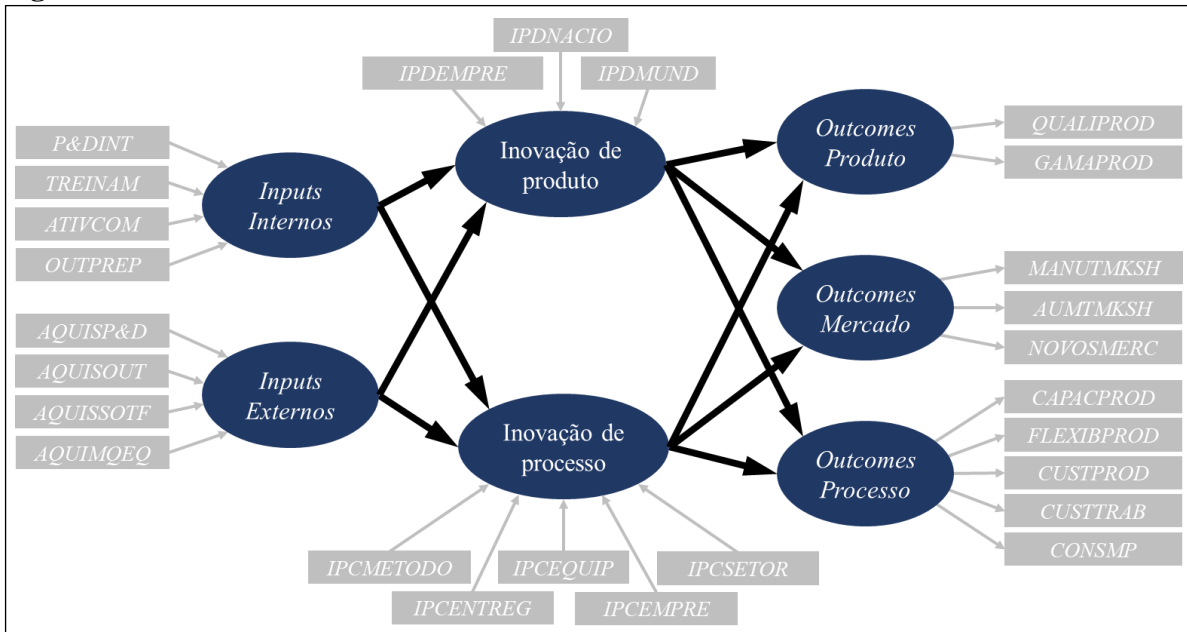 IPDNACIO
IPDEMPRE
IPDMUND
P&DINT
TREINAM
ATIVCOM
OUTPREP
Inputs
Internos
Inovação de
produto
Outcomes
Produto
QUALIPROD
GAMAPROD
AQUISP&D
AQUISOUT
AQUISSOTF
AQUIMQEQ
Inputs
Externos
Inovação de
processo
Outcomes
Mercado
MANUTMKSH
AUMTMKSH
NOVOSMERC
Outcomes
Processo
CAPACPROD
FLEXIBPROD
CUSTPROD
CUSTTRAB
CONSMP
IPCMETODO
IPCENTREG
IPCEQUIP
IPCEMPRE
IPCSETOR